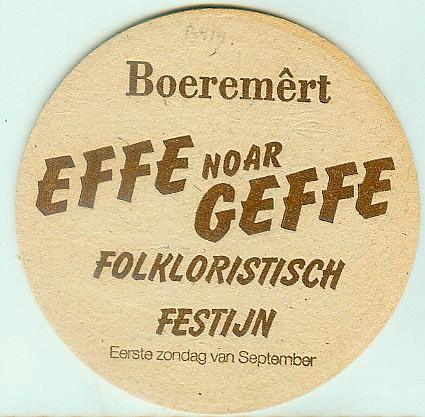 Boeremêrt
EFFE NOAR
GEFFE
FOLKLORISTISCH
FESTIJN
Eerste zondag van September